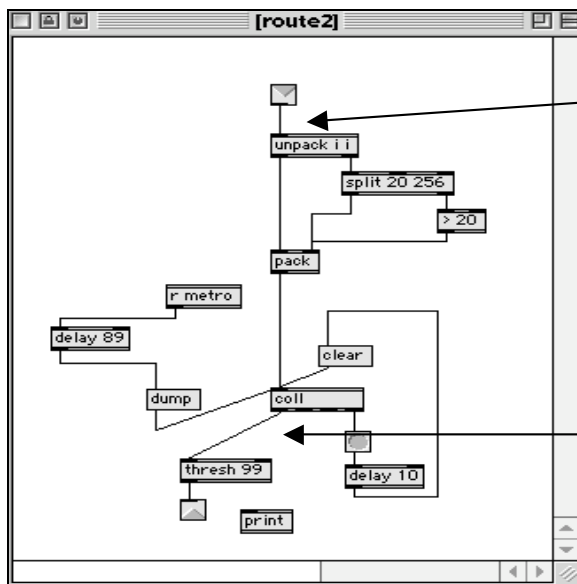 [route2]
unpack i i
split 20 256
> 20
pack
r metro
delay 89
clear
dump
coll
thresh 99
delay 10
print